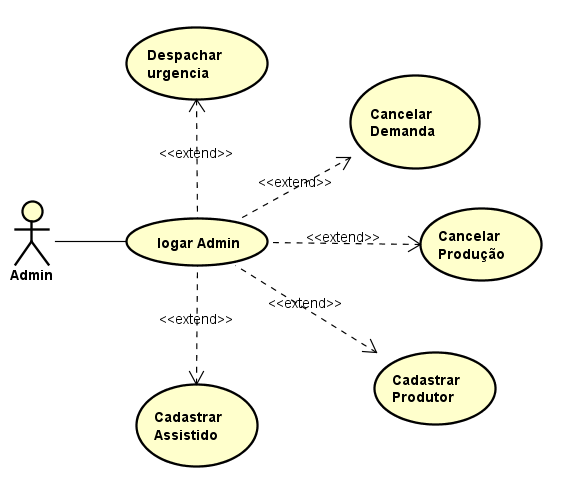 Despachar
urgencia
<<extend>>
Cancelar
Demanda
<<extend>>
logar Admin
<<extend>>
Cancelar
Produção
Admin
<<extend>>
<<extend>>
Cadastrar
Produtor
Cadastrar
Assistido